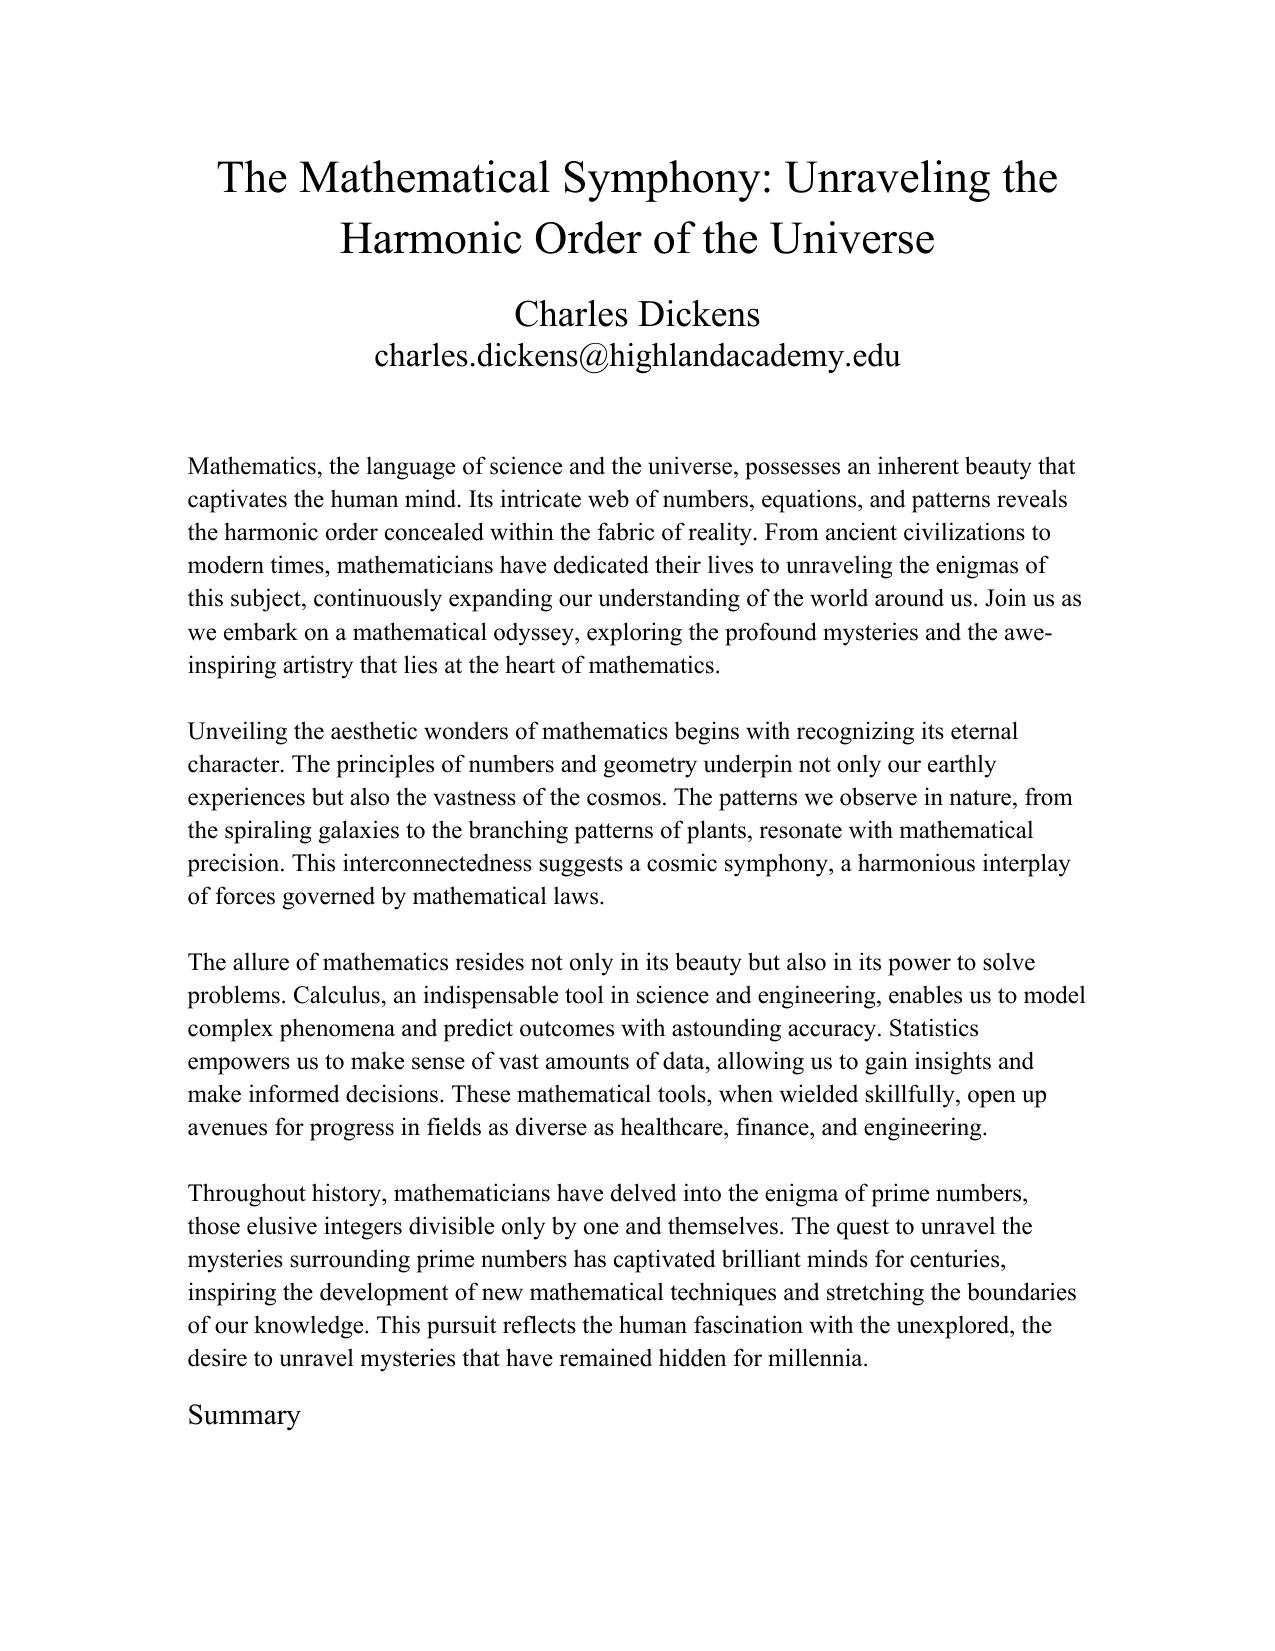 The Mathematical Symphony: Unraveling the
Harmonic Order of the Universe
Charles Dickens
charles.dickens@highlandacademy.edu
Mathematics, the language of science and the universe, possesses an inherent beauty that
captivates the human mind. Its intricate web of numbers, equations, and patterns reveals
the harmonic order concealed within the fabric of reality. From ancient civilizations to
modern times, mathematicians have dedicated their lives to unraveling the enigmas of
this subject, continuously expanding our understanding of the world around us. Join us as
we embark on a mathematical odyssey, exploring the profound mysteries and the awe-
inspiring artistry that lies at the heart of mathematics.
Unveiling the aesthetic wonders of mathematics begins with recognizing its eternal
character. The principles of numbers and geometry underpin not only our earthly
experiences but also the vastness of the cosmos. The patterns we observe in nature, from
the spiraling galaxies to the branching patterns of plants, resonate with mathematical
precision. This interconnectedness suggests a cosmic symphony, a harmonious interplay
of forces governed by mathematical laws.
The allure of mathematics resides not only in its beauty but also in its power to solve
problems. Calculus, an indispensable tool in science and engineering, enables us to model
complex phenomena and predict outcomes with astounding accuracy. Statistics
empowers us to make sense of vast amounts of data, allowing us to gain insights and
make informed decisions. These mathematical tools, when wielded skillfully, open up
avenues for progress in fields as diverse as healthcare, finance, and engineering.
Throughout history, mathematicians have delved into the enigma of prime numbers,
those elusive integers divisible only by one and themselves. The quest to unravel the
mysteries surrounding prime numbers has captivated brilliant minds for centuries,
inspiring the development of new mathematical techniques and stretching the boundaries
of our knowledge. This pursuit reflects the human fascination with the unexplored, the
desire to unravel mysteries that have remained hidden for millennia.
Summary